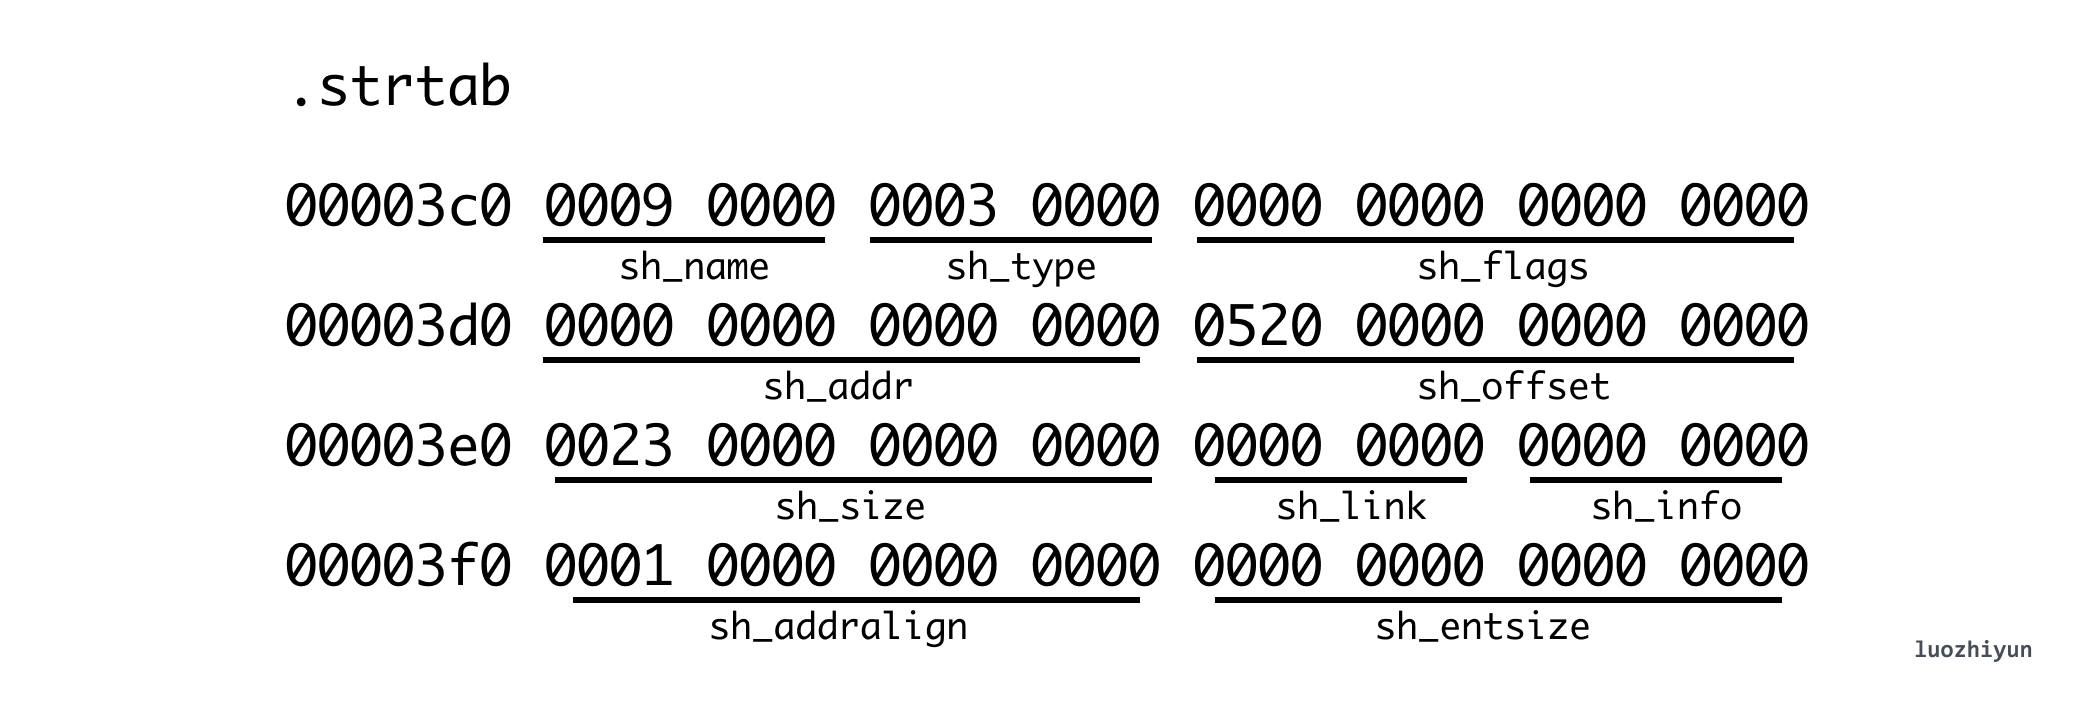 .strtab
00003c0 0009 0000 0003 0000 0000 0000 0000 0000
sh_name sh_type sh_flags
00003d0 0000 0000 0000 0000 0520 0000 0000 0000
sh_addr sh_offset
00003e0 0023 0000 0000 0000 0000 0000 0000 0000
sh_size sh_link sh_info
00003f0 0001 0000 0000 0000 0000 0000 0000 0000
sh_addralign sh_entsize
luozhiyun